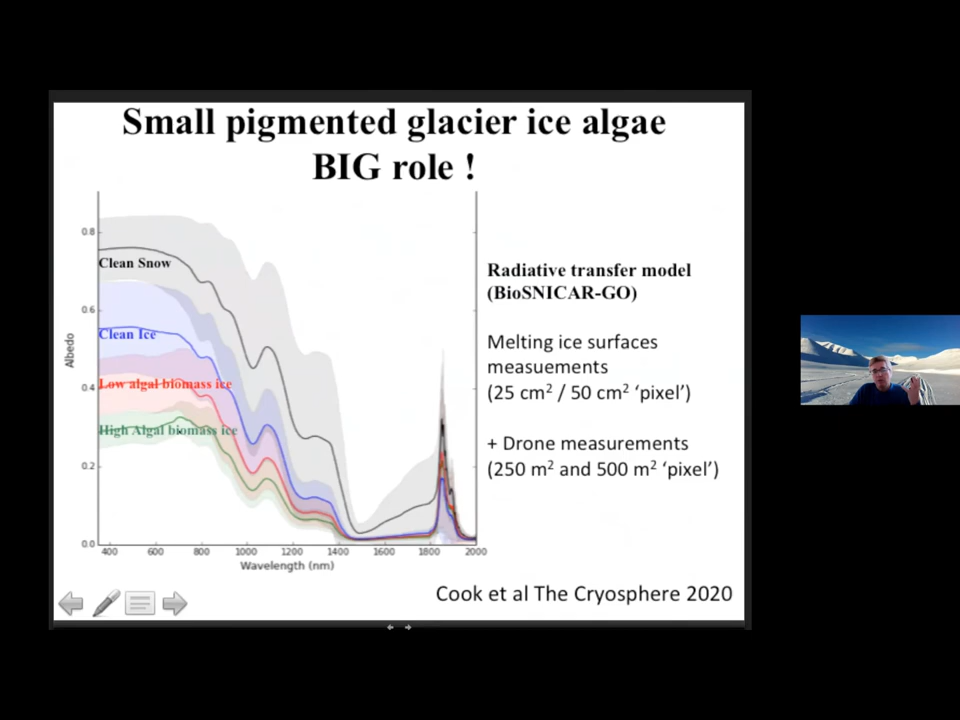 Small pigmented glacier ice algae
BIG role !
0.8
0.6
0.4
0.2
0.0
Albedo
Clean Snow
Clean Ice
Low algal biomass ice
High Algal biomass ice
400 600 800 1000 1200 1400 1600 1800 2000
Wavelength (nm)
Radiative transfer model
(BioSNICAR-GO)
Melting ice surfaces
measuements
(25 cm² / 50 cm² ‘pixel’)
+ Drone measurements
(250 m² and 500 m² ‘pixel’)
Cook et al The Cryosphere 2020